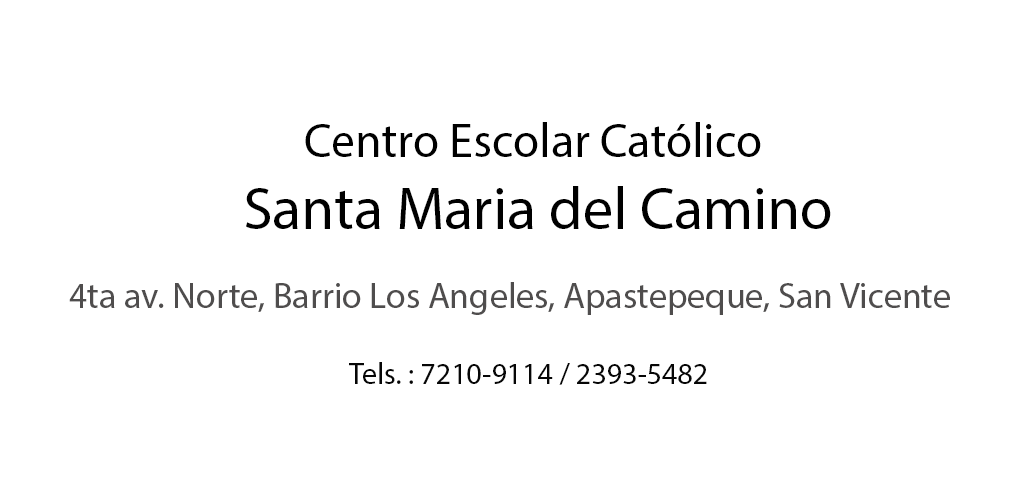 Centro Escolar Católico
Santa Maria del Camino
4ta av. Norte, Barrio Los Angeles, Apastepeque, San Vicente
Tels. : 7210-9114 / 2393-5482